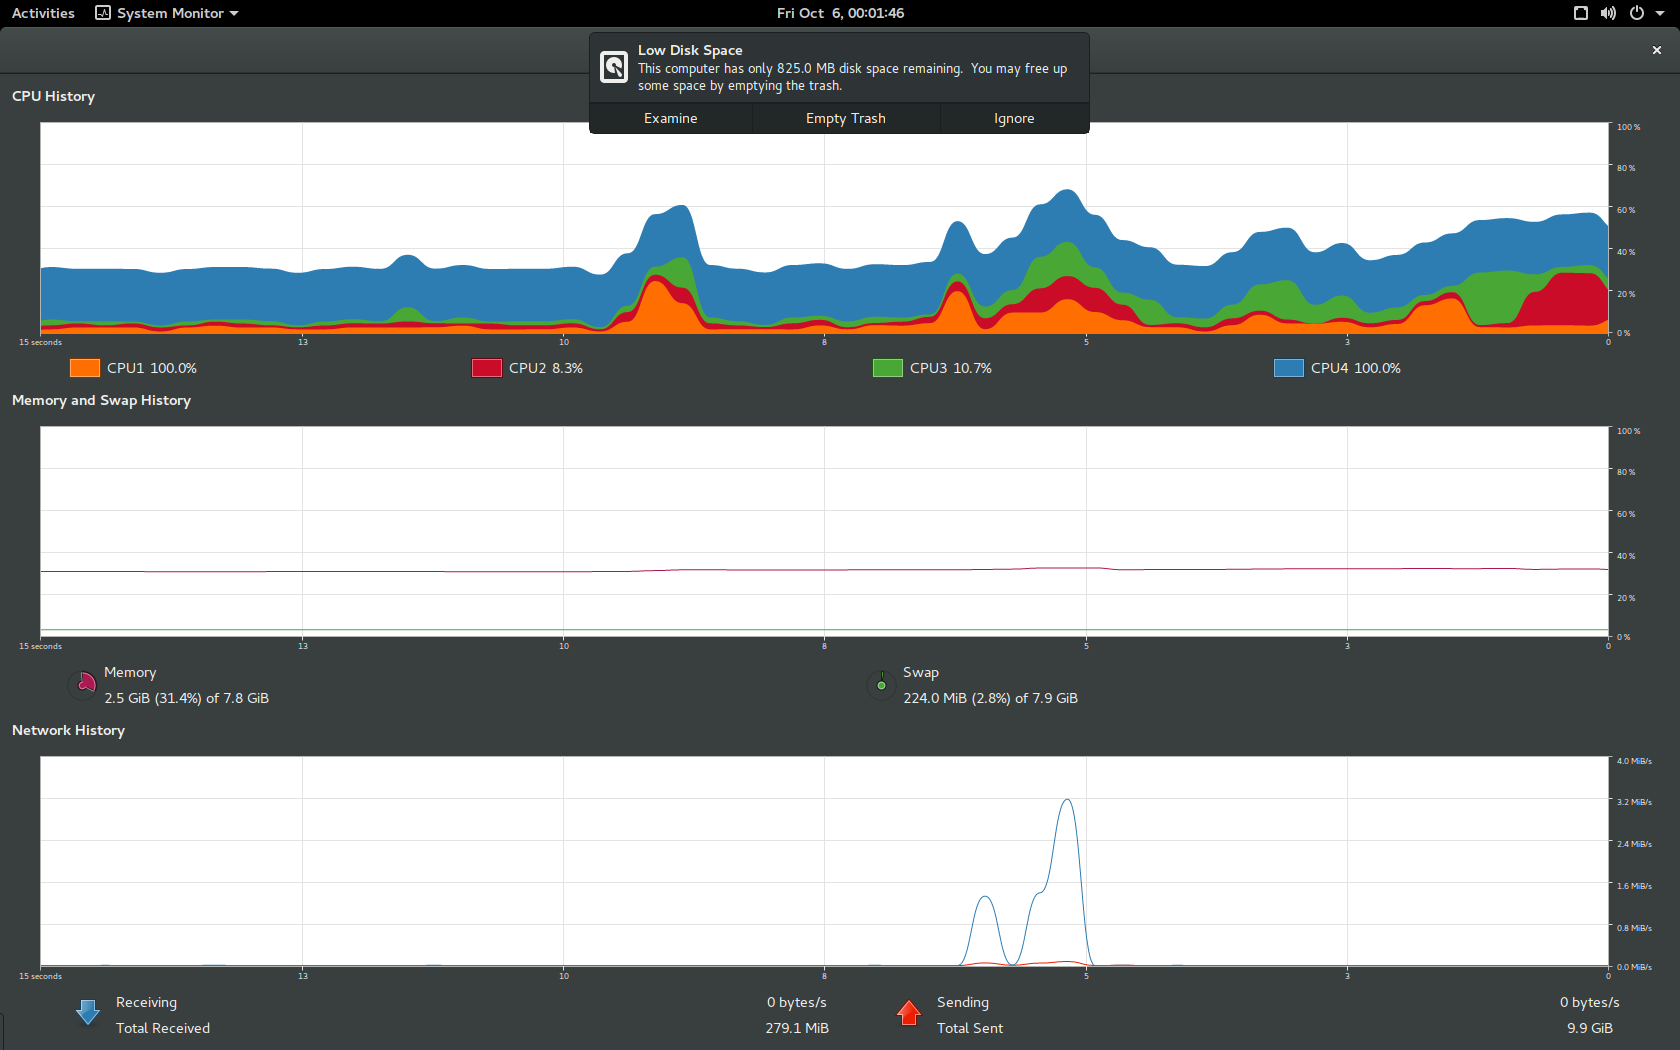 Activities System Monitor Fri Oct 6, 00:01:46
Low Disk Space
This computer has only 825.0 MB disk space remaining. You may free up
some space by emptying the trash.
Examine Empty Trash Ignore
CPU History
100 %
80 %
60 %
40 %
20 %
0 %
15 seconds 13 10 8 5 3 0
CPU1 100.0% CPU2 8.3% CPU3 10.7% CPU4 100.0%
Memory and Swap History
100 %
80 %
60 %
40 %
20 %
0 %
15 seconds 13 10 8 5 3 0
Memory Swap
2.5 GiB (31.4%) of 7.8 GiB 224.0 MiB (2.8%) of 7.9 GiB
Network History
4.0 MiB/s
3.2 MiB/s
2.4 MiB/s
1.6 MiB/s
0.8 MiB/s
0.0 MiB/s
15 seconds 13 10 8 5 3 0
Receiving 0 bytes/s Sending 0 bytes/s
Total Received 279.1 MiB Total Sent 9.9 GiB